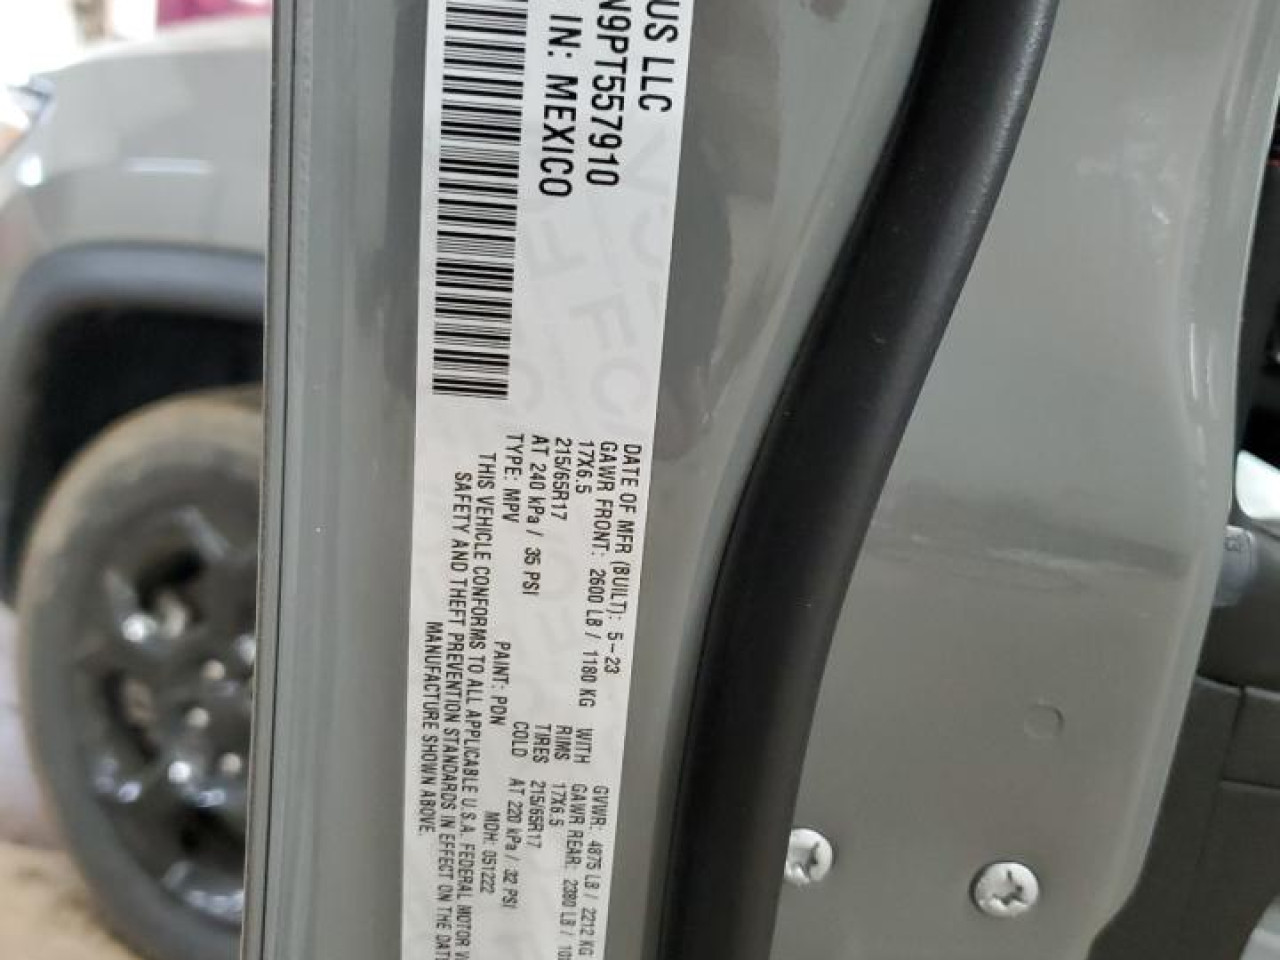 US LLC
N9PT557910
IN: MEXICO
DATE OF MFR (BUILT): 5-23 GVWR: 4875 LB / 2212 KG
GAWR FRONT: 2600 LB / 1180 KG WITH GAWR REAR: 2380 LB /
17X6.5 RIMS 17X6.5
215/65R17 TIRES 215/65R17
AT 240 kPa / 35 PSI COLD AT 220 kPa / 32 PSI
TYPE: MPV PAINT: PDN MDH: 051222
THIS VEHICLE CONFORMS TO ALL APPLICABLE U.S.A. FEDERAL MOTOR
SAFETY AND THEFT PREVENTION STANDARDS IN EFFECT ON THE
MANUFACTURE SHOWN ABOVE.